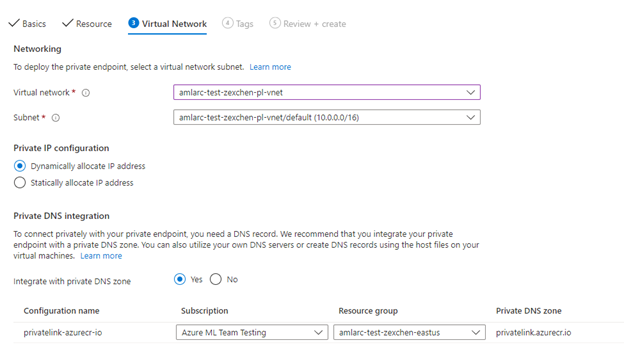 Basics Resource 3 Virtual Network 4 Tags 5 Review + create
Networking
To deploy the private endpoint, select a virtual network subnet. Learn more
Virtual network * amlarc-test-zexchen-pl-vnet
Subnet * amlarc-test-zexchen-pl-vnet/default (10.0.0.0/16)
Private IP configuration
Dynamically allocate IP address
Statically allocate IP address
Private DNS integration
To connect privately with your private endpoint, you need a DNS record. We recommend that you integrate your private
endpoint with a private DNS zone. You can also utilize your own DNS servers or create DNS records using the host files on your
virtual machines. Learn more
Integrate with private DNS zone Yes No
Configuration name Subscription Resource group Private DNS zone
privatelink-azurecr-io Azure ML Team Testing amlarc-test-zexchen-eastus privatelink.azurecr.io